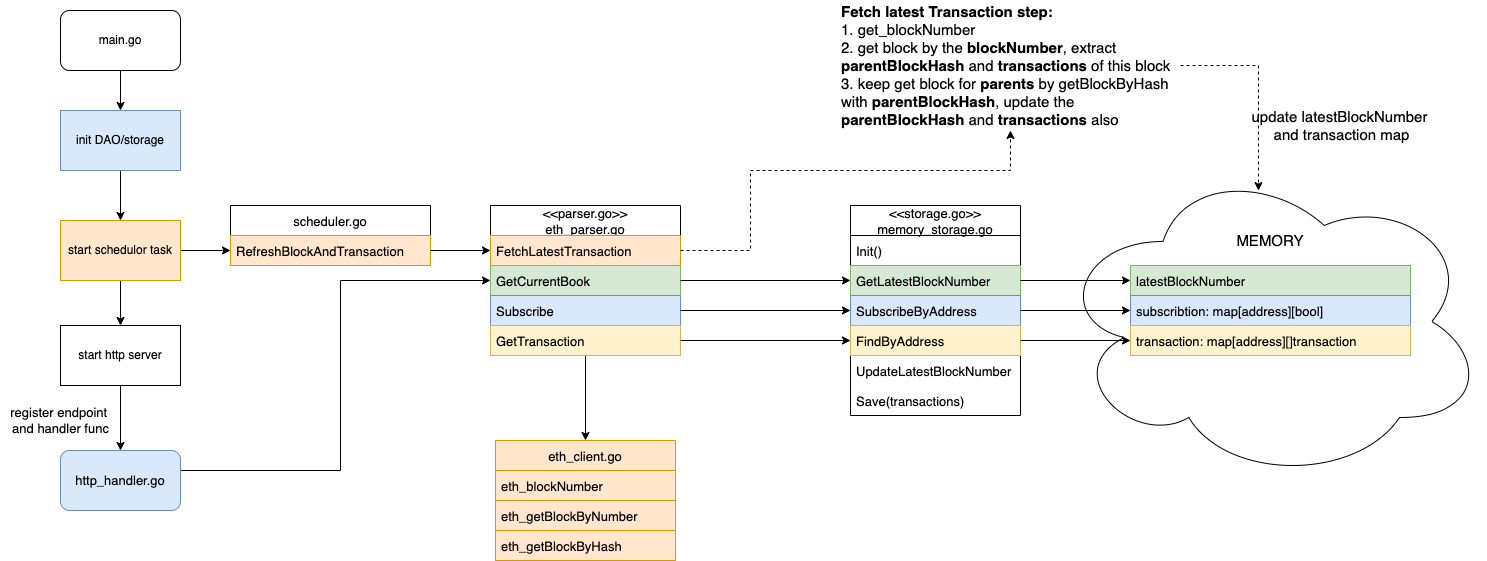 main.go
init DAO/storage
start schedulor task
start http server
register endpoint
and handler func
http_handler.go
scheduler.go
RefreshBlockAndTransaction
<<parser.go>>
eth_parser.go
FetchLatestTransaction
GetCurrentBook
Subscribe
GetTransaction
eth_client.go
eth_blockNumber
eth_getBlockByNumber
eth_getBlockByHash
Fetch latest Transaction step:
1. get_blockNumber
2. get block by the blockNumber, extract
parentBlockHash and transactions of this block
3. keep get block for parents by getBlockByHash
with parentBlockHash, update the
parentBlockHash and transactions also
<<storage.go>>
memory_storage.go
Init()
GetLatestBlockNumber
SubscribeByAddress
FindByAddress
UpdateLatestBlockNumber
Save(transactions)
update latestBlockNumber
and transaction map
MEMORY
latestBlockNumber
subscribtion: map[address][bool]
transaction: map[address][]transaction